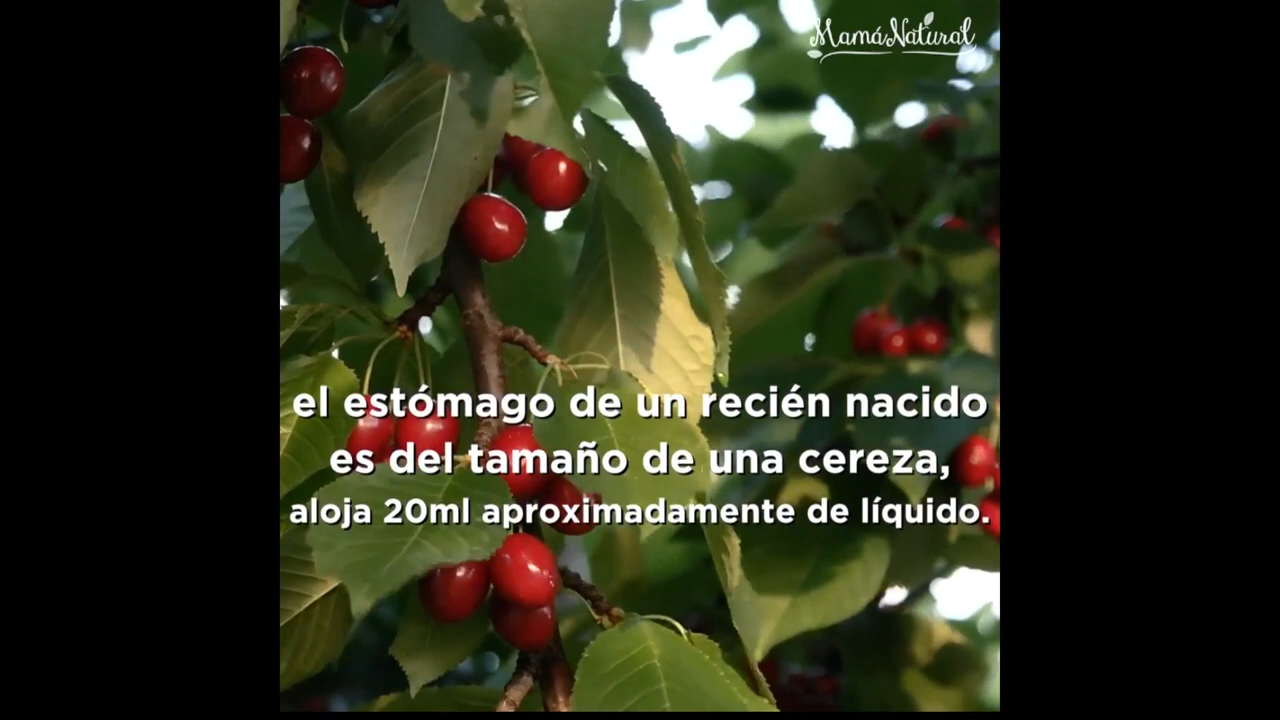 MamáNatural
el estómago de un recién nacido
es del tamaño de una cereza,
aloja 20ml aproximadamente de líquido.